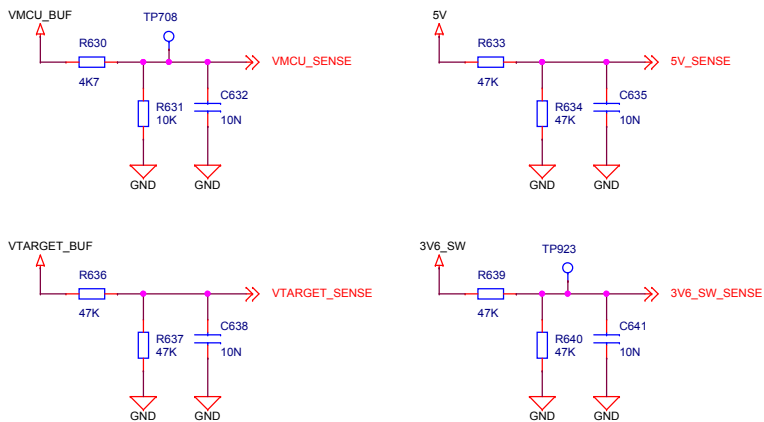 VMCU_BUF
TP708
R630
4K7
VMCU_SENSE
R631
10K
C632
10N
GND
GND
5V
R633
47K
5V_SENSE
R634
47K
C635
10N
GND
GND
VTARGET_BUF
R636
47K
VTARGET_SENSE
R637
47K
C638
10N
GND
GND
3V6_SW
TP923
R639
47K
3V6_SW_SENSE
R640
47K
C641
10N
GND
GND